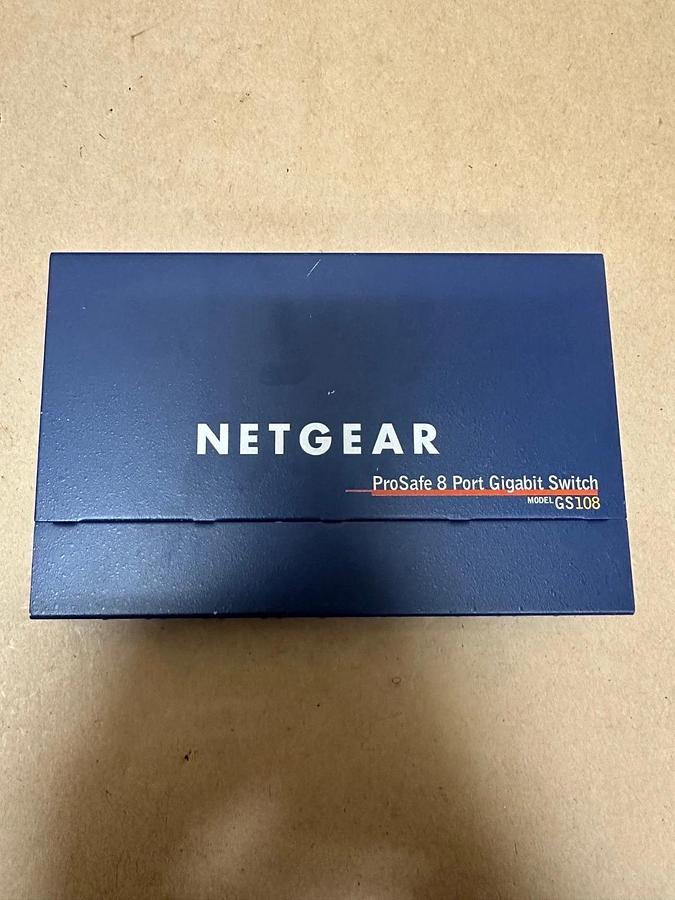 NETGEAR
ProSafe 8 Port Gigabit Switch
MODEL GS108